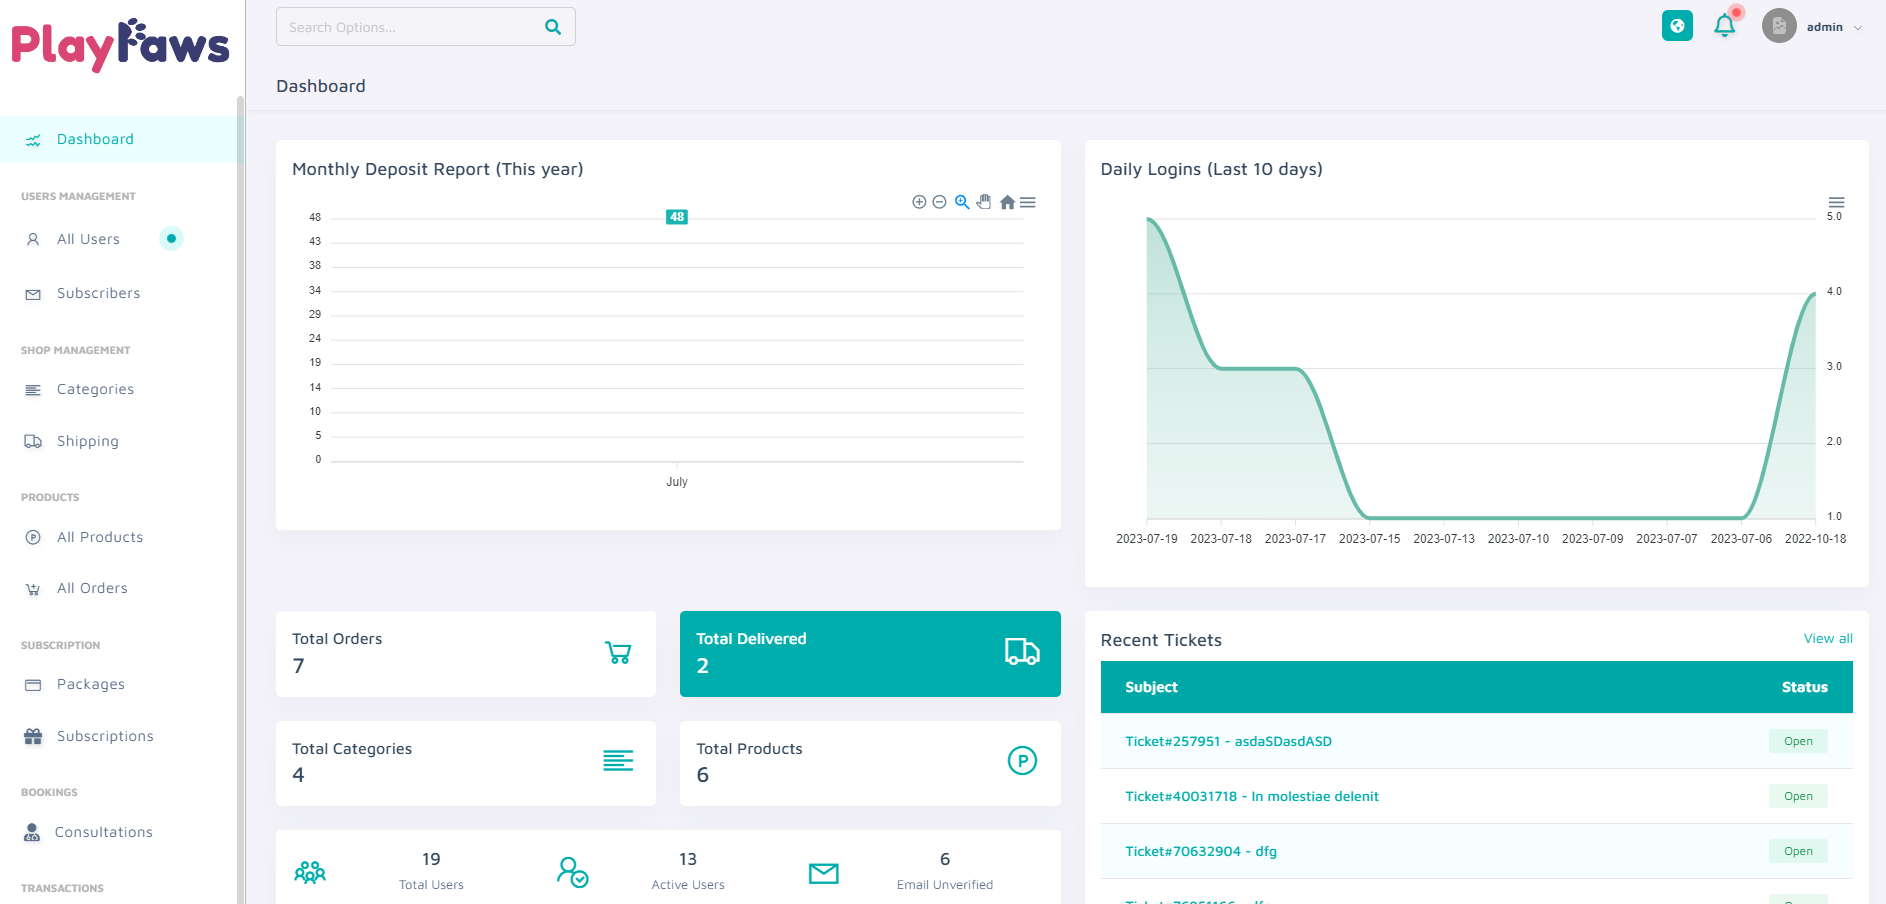 PlayPaws
Search Options...
admin
Dashboard
Dashboard
USERS MANAGEMENT
All Users
Subscribers
SHOP MANAGEMENT
Categories
Shipping
PRODUCTS
All Products
All Orders
SUBSCRIPTION
Packages
Subscriptions
BOOKINGS
Consultations
TRANSACTIONS
Monthly Deposit Report (This year)
48
48
43
38
34
29
24
19
14
10
5
0
July
Daily Logins (Last 10 days)
5.0
4.0
3.0
2.0
1.0
2023-07-19 2023-07-18 2023-07-17 2023-07-15 2023-07-13 2023-07-10 2023-07-09 2023-07-07 2023-07-06 2022-10-18
Total Orders
7
Total Delivered
2
Total Categories
4
Total Products
P
6
19
Total Users
13
Active Users
6
Email Unverified
Recent Tickets
View all
Subject Status
Ticket#257951 - asdaSDasdASD Open
Ticket#40031718 - In molestiae delenit Open
Ticket#70632904 - dfg Open